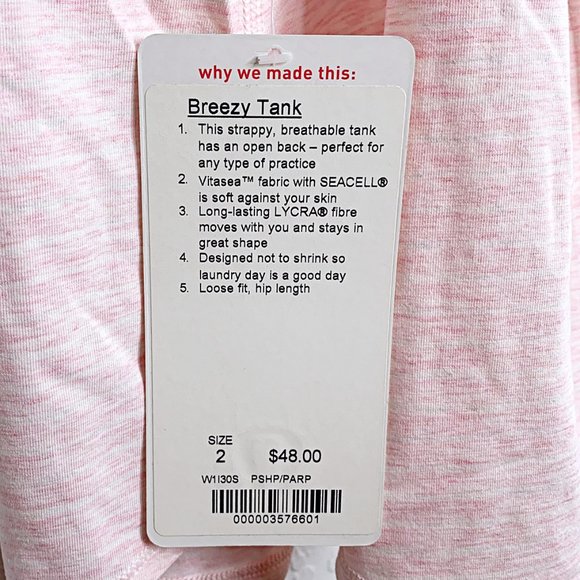 why we made this:
Breezy Tank
1. This strappy, breathable tank
has an open back – perfect for
any type of practice
2. Vitasea™ fabric with SEACELL®
is soft against your skin
3. Long-lasting LYCRA® fibre
moves with you and stays in
great shape
4. Designed not to shrink so
laundry day is a good day
5. Loose fit, hip length
SIZE
2 $48.00
W1I30S PSHP/PARP
000003576601